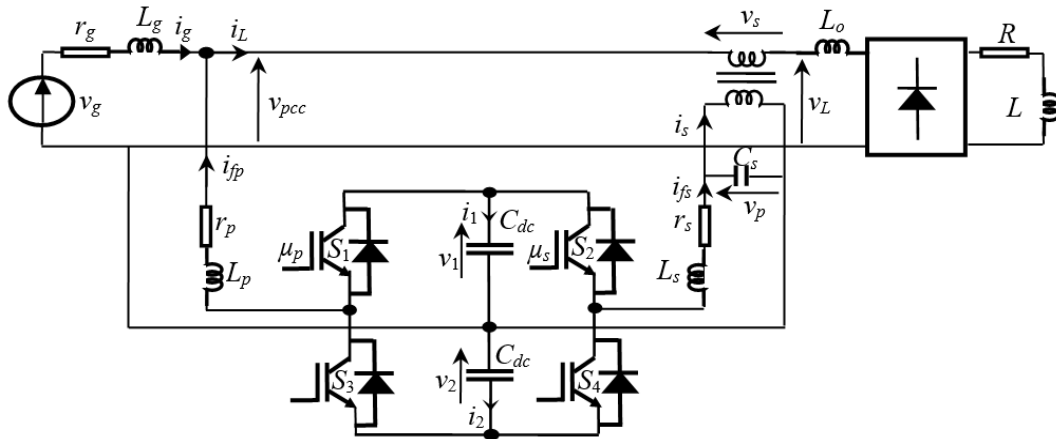 r_g L_g i_g i_L v_s L_o R
v_g v_pcc v_L L
i_s
C_s
i_fp i_fs v_p
r_p i_1 C_dc r_s
μ_p S_1 v_1 μ_s S_2
L_p L_s
C_dc
S_3 v_2 S_4
i_2